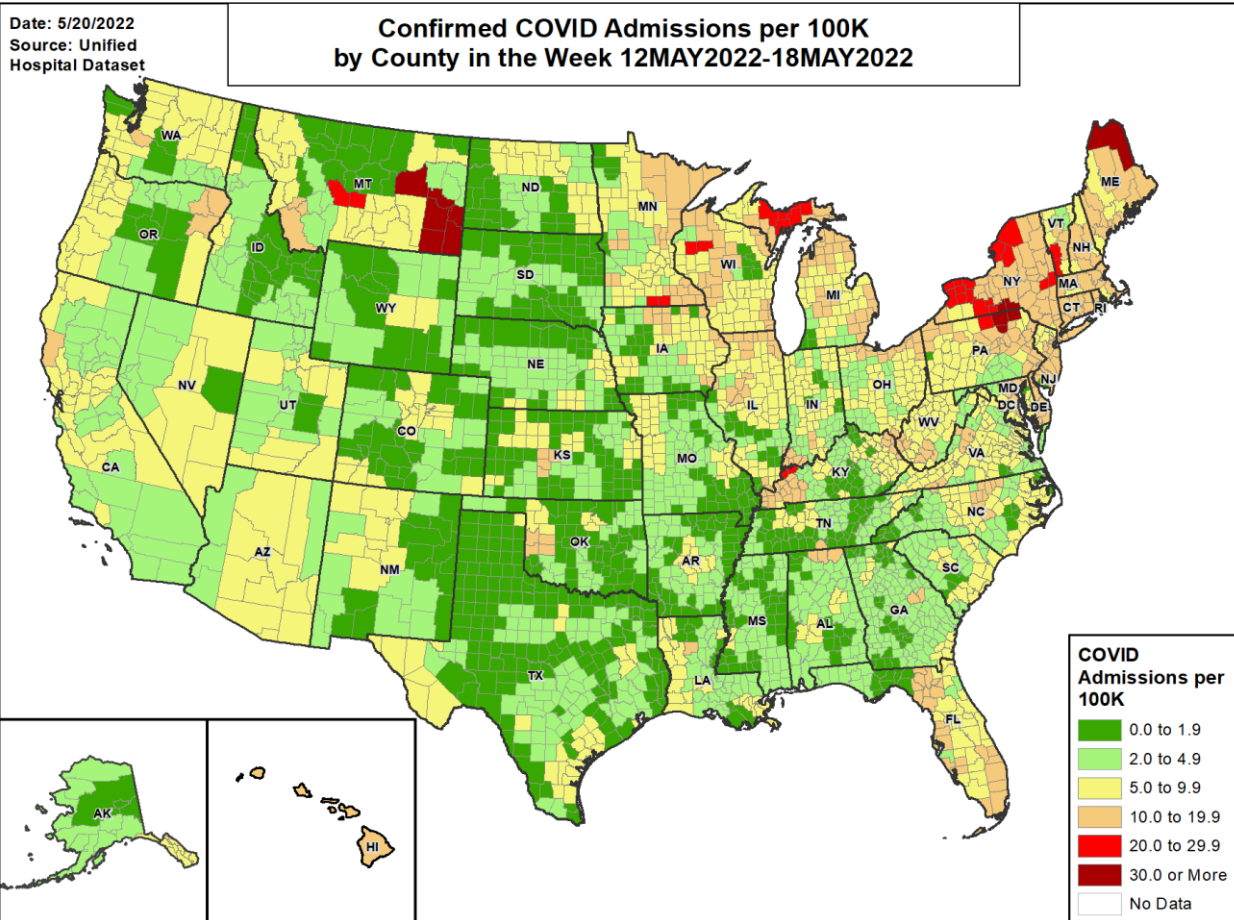 Date: 5/20/2022
Source: Unified
Hospital Dataset
Confirmed COVID Admissions per 100K
by County in the Week 12MAY2022-18MAY2022
WA
MT
ND
MN
ME
VT
NH
OR
ID
SD
WI
MI
NY
MA
CT
RI
WY
IA
PA
NE
NJ
NV
UT
OH
MD
DC
DE
IL
IN
CO
WV
CA
KS
MO
KY
VA
NC
TN
AZ
NM
OK
AR
SC
MS
AL
GA
TX
LA
FL
AK
HI
COVID
Admissions per
100K
0.0 to 1.9
2.0 to 4.9
5.0 to 9.9
10.0 to 19.9
20.0 to 29.9
30.0 or More
No Data